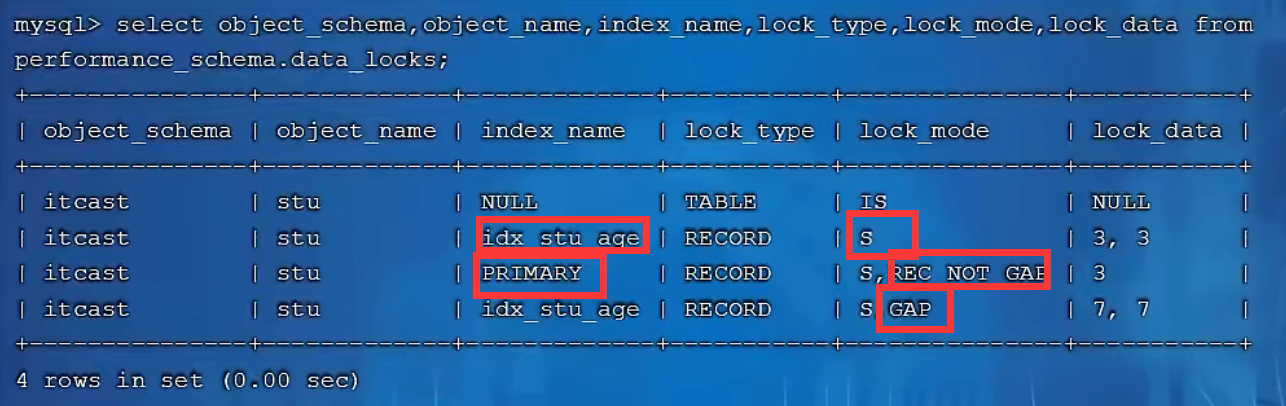 mysql> select object_schema,object_name,index_name,lock_type,lock_mode,lock_data from
performance_schema.data_locks;
+---------------+-------------+--------------+-----------+---------------+-----------+
| object_schema | object_name | index_name | lock_type | lock_mode | lock_data |
+---------------+-------------+--------------+-----------+---------------+-----------+
| itcast | stu | NULL | TABLE | IS | NULL |
| itcast | stu | idx_stu_age | RECORD | S | 3, 3 |
| itcast | stu | PRIMARY | RECORD | S,REC_NOT_GAP | 3 |
| itcast | stu | idx_stu_age | RECORD | S,GAP | 7, 7 |
+---------------+-------------+--------------+-----------+---------------+-----------+
4 rows in set (0.00 sec)